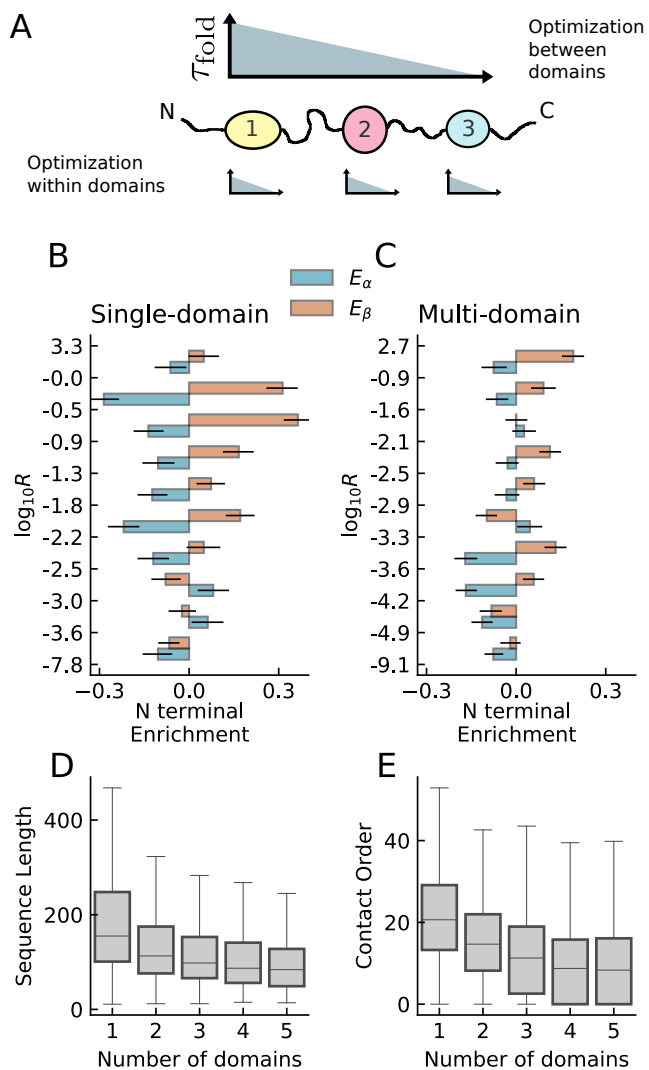 A
τfold
Optimization
between
domains
N
1
2
3
C
Optimization
within domains
B
C
Eα
Eβ
Single-domain
Multi-domain
log10R
3.3
-0.0
-0.5
-0.9
-1.3
-1.8
-2.2
-2.5
-3.0
-3.6
-7.8
−0.3
0.0
0.3
N terminal
Enrichment
log10R
2.7
-0.9
-1.6
-2.1
-2.5
-2.9
-3.3
-3.6
-4.2
-4.9
-9.1
−0.3
0.0
0.3
N terminal
Enrichment
D
Sequence Length
400
200
0
1 2 3 4 5
Number of domains
E
Contact Order
40
20
0
1 2 3 4 5
Number of domains